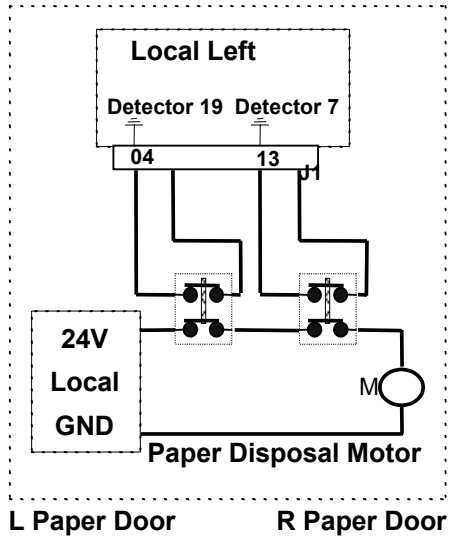 Local Left
Detector 19 Detector 7
04 13
J1
24V
Local
GND
M
Paper Disposal Motor
L Paper Door R Paper Door